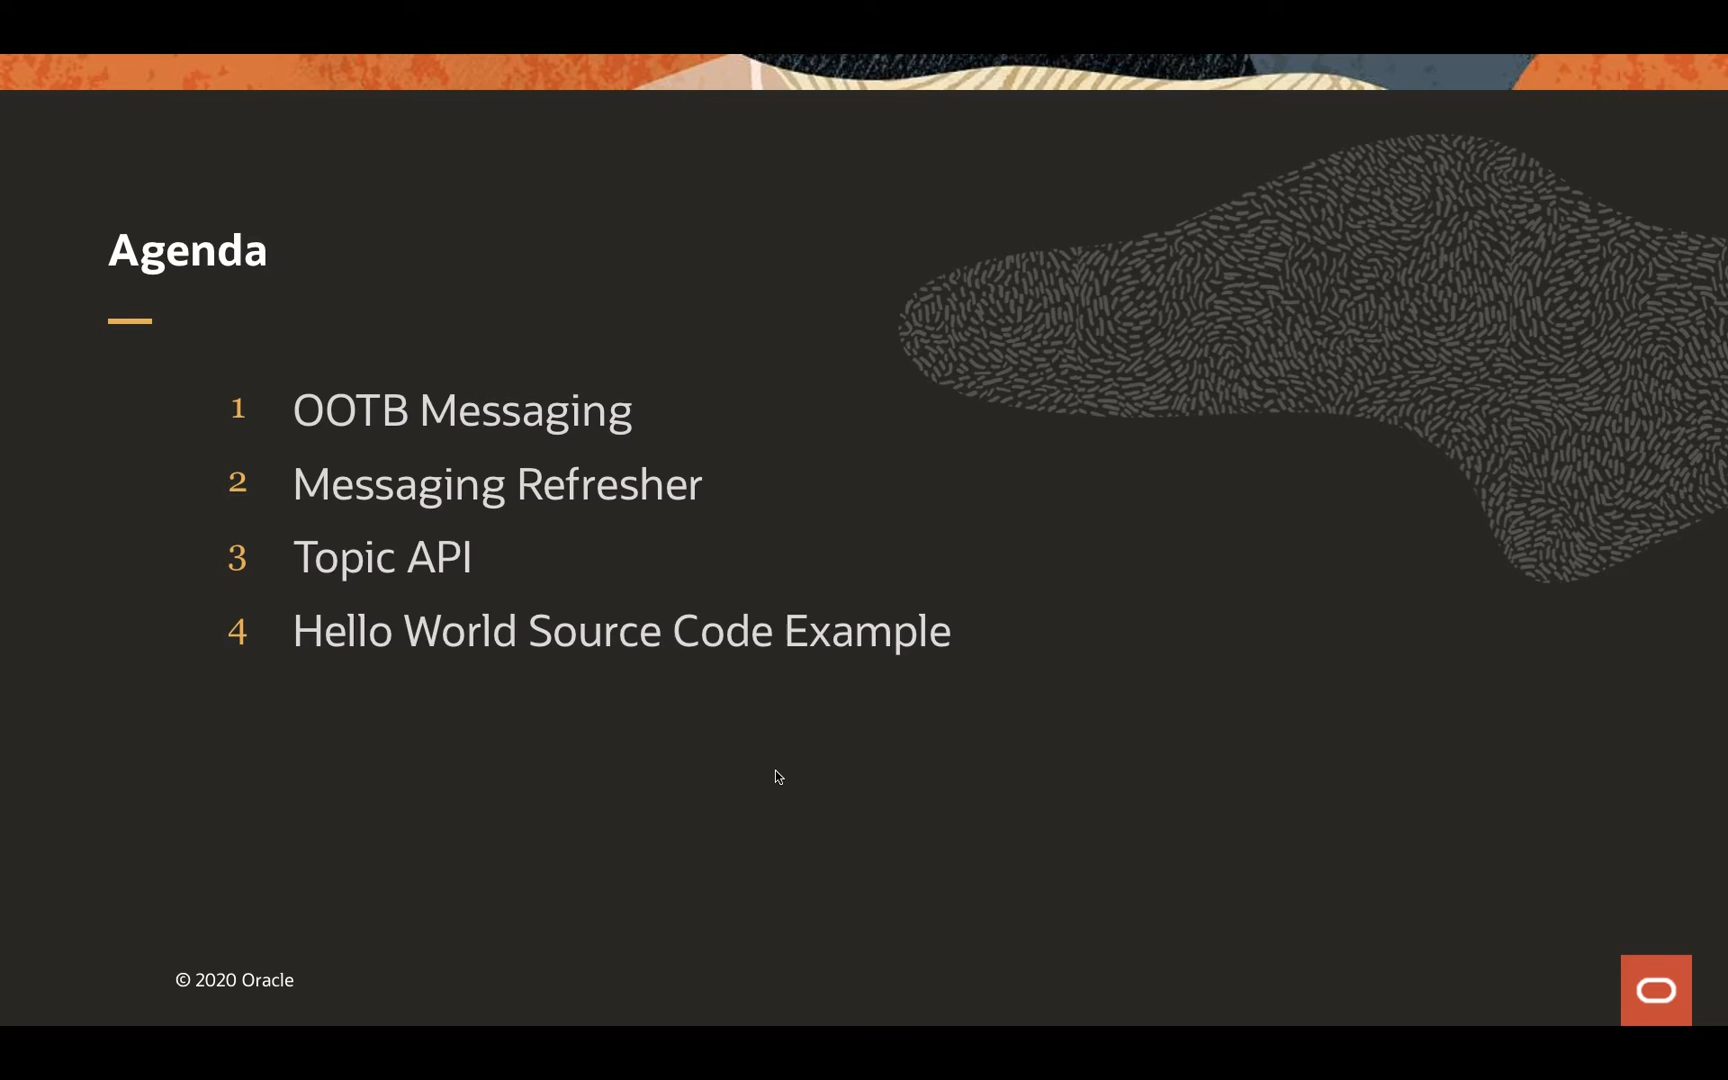 Agenda
1 OOTB Messaging
2 Messaging Refresher
3 Topic API
4 Hello World Source Code Example
© 2020 Oracle